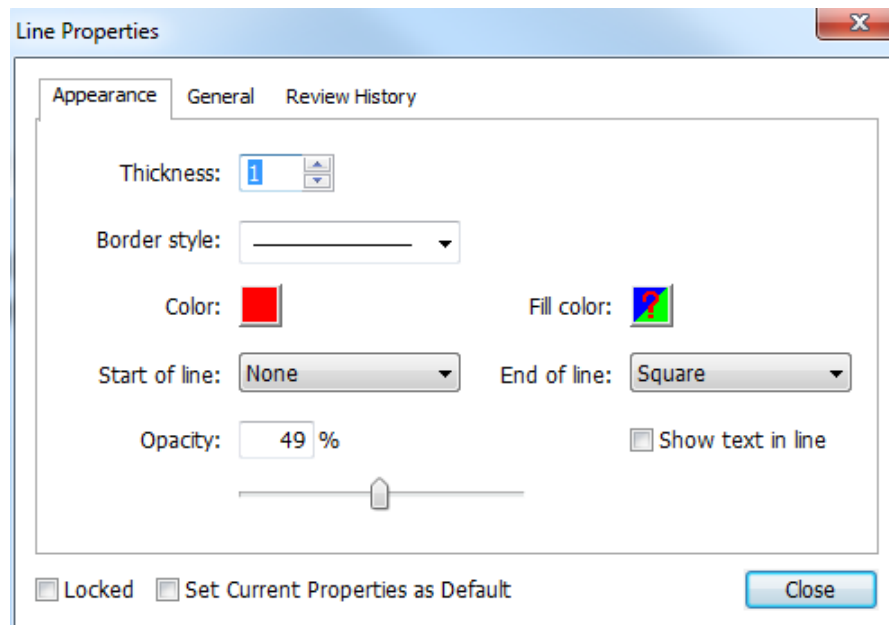 Line Properties
Appearance General Review History
Thickness: 1
Border style:
Color: Fill color: ?
Start of line: None End of line: Square
Opacity: 49 % Show text in line
Locked Set Current Properties as Default Close